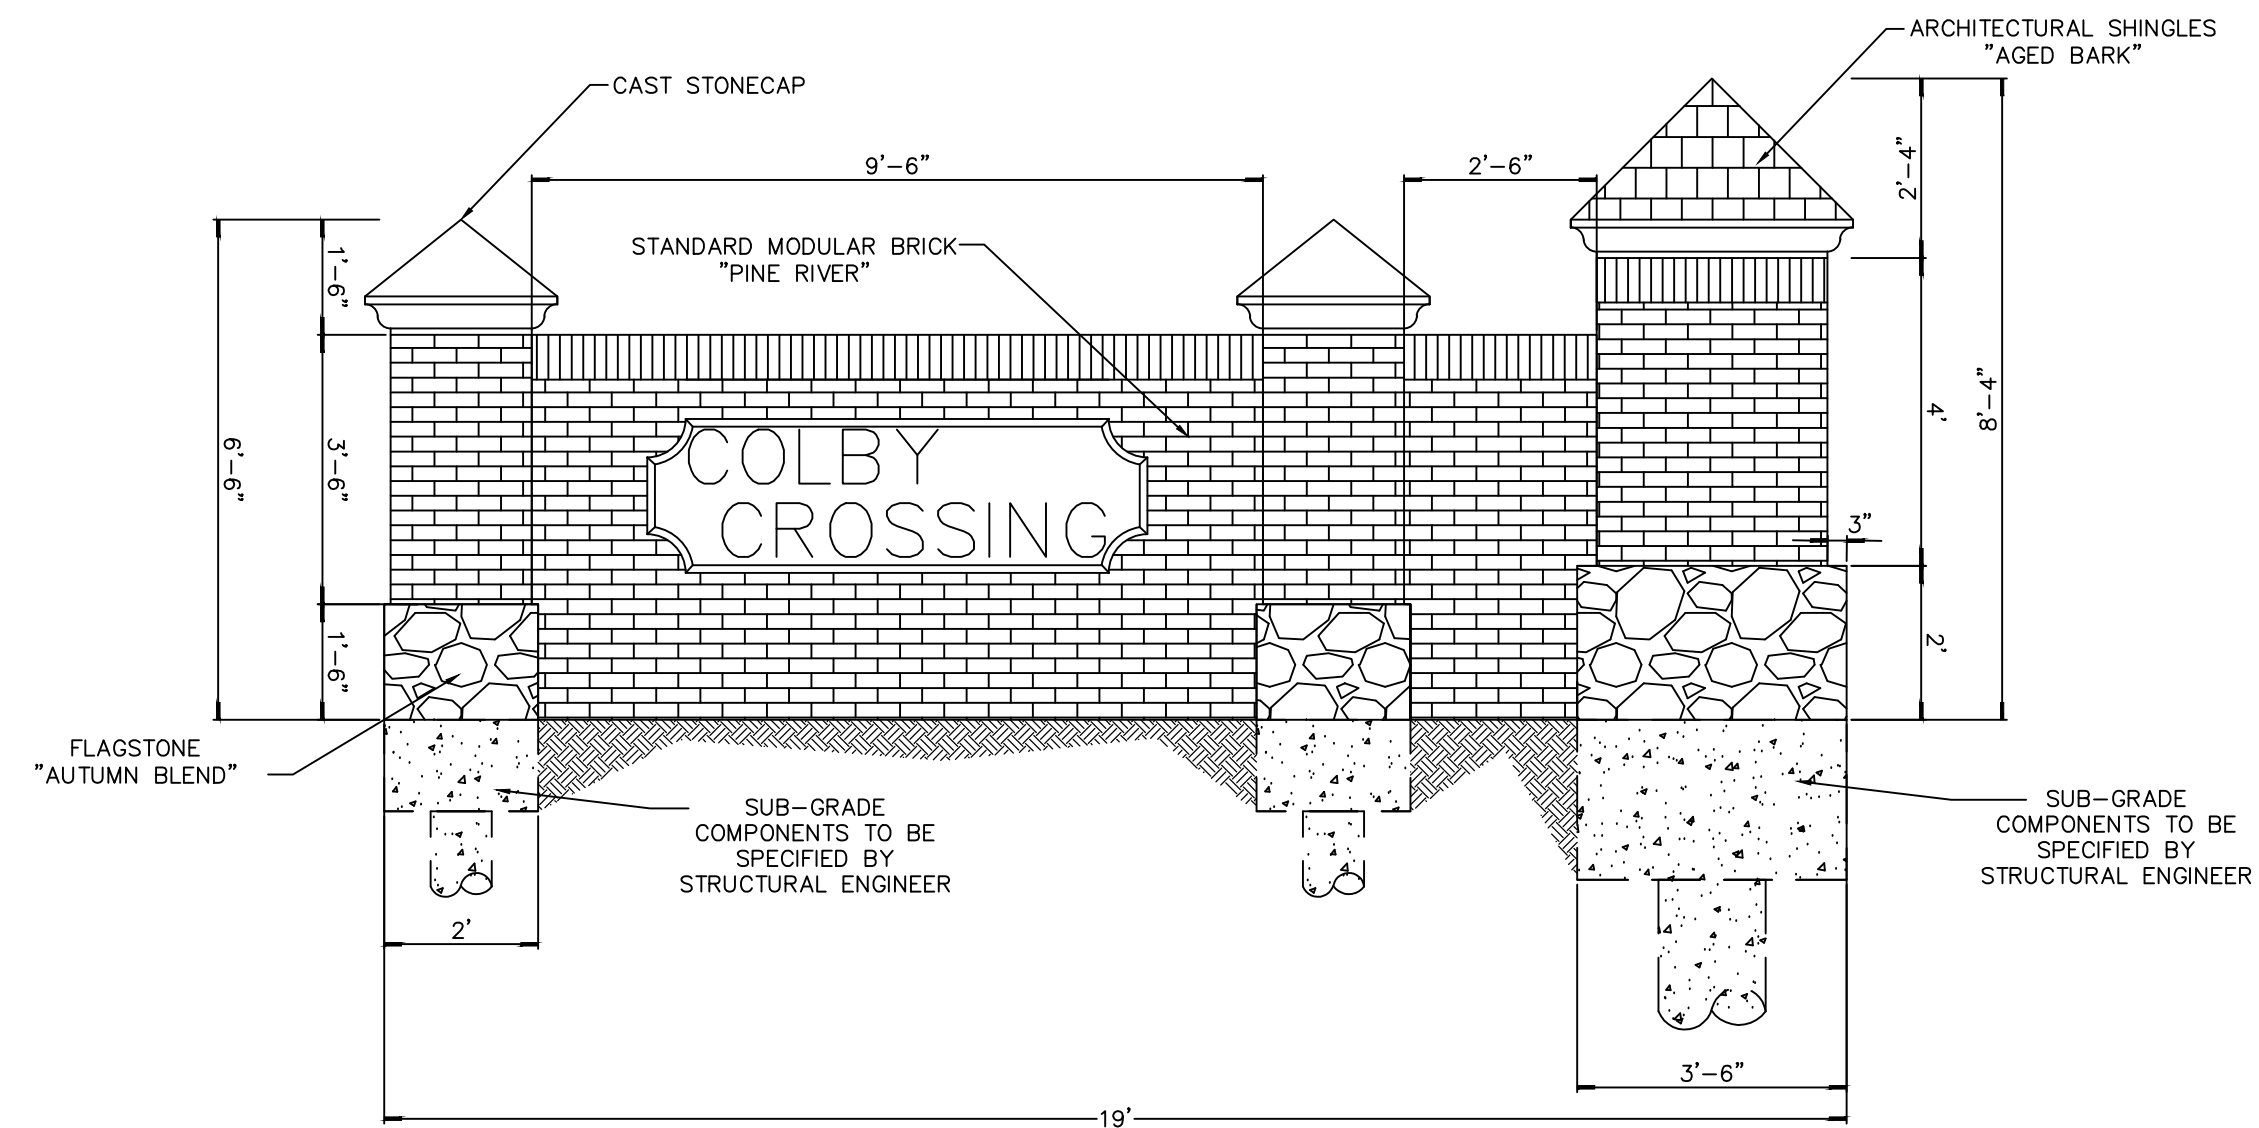 ARCHITECTURAL SHINGLES
"AGED BARK"
CAST STONECAP
9'-6"
2'-6"
2'-4"
STANDARD MODULAR BRICK
"PINE RIVER"
1'-6"
8'-4"
4'
6'-6"
3'-6"
COLBY
CROSSING
3"
1'-6"
2'
FLAGSTONE
"AUTUMN BLEND"
SUB-GRADE
COMPONENTS TO BE
SPECIFIED BY
STRUCTURAL ENGINEER
SUB-GRADE
COMPONENTS TO BE
SPECIFIED BY
STRUCTURAL ENGINEER
2'
3'-6"
19'